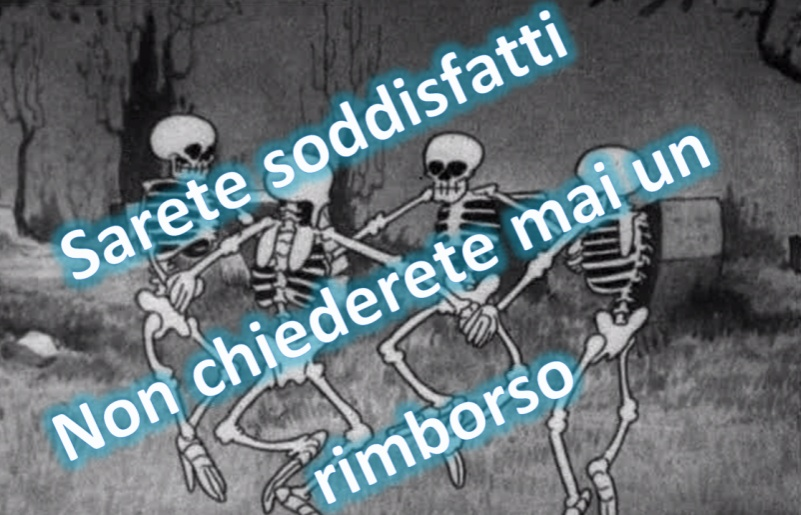 Sarete soddisfatti
Non chiederete mai un
rimborso